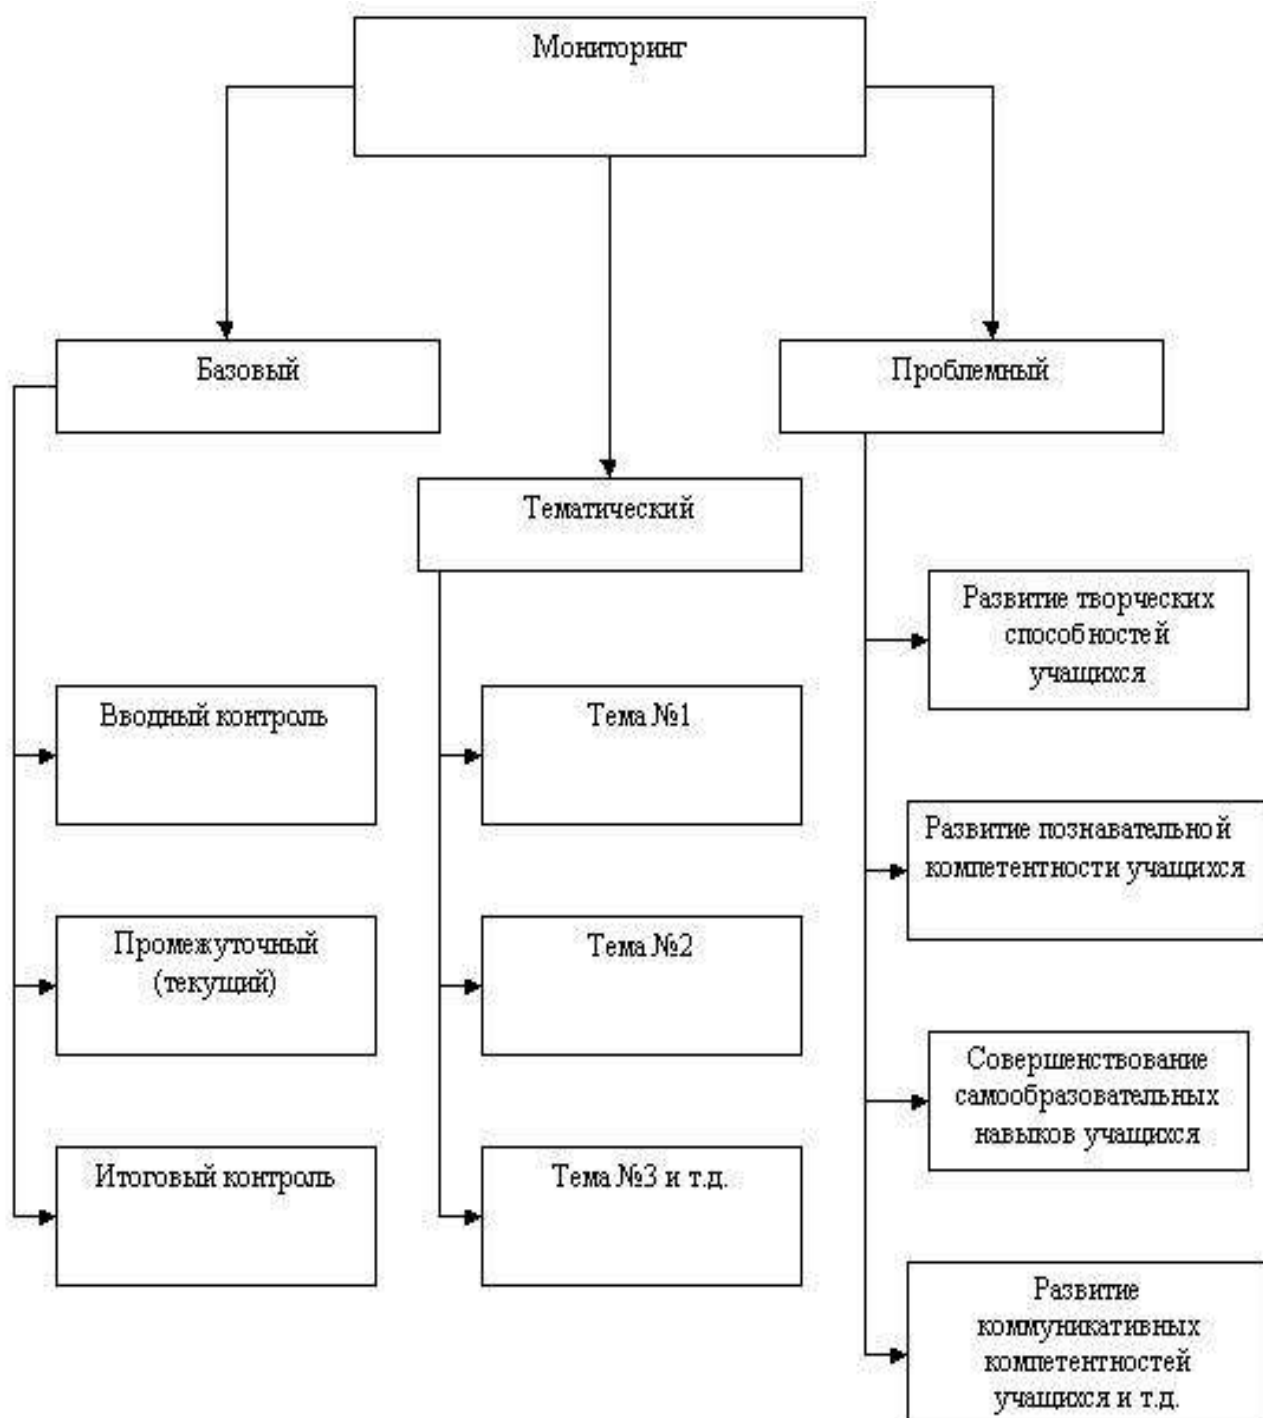 Мониторинг
Базовый
Проблемный
Тематический
Развитие творческих
способностей
учащихся
Вводный контроль
Тема №1
Развитие познавательной
компетентности учащихся
Промежуточный
(текущий)
Тема №2
Совершенствование
самообразовательных
навыков учащихся
Итоговый контроль
Тема №3 и т.д.
Развитие
коммуникативных
компетентностей
учащихся и т.д.